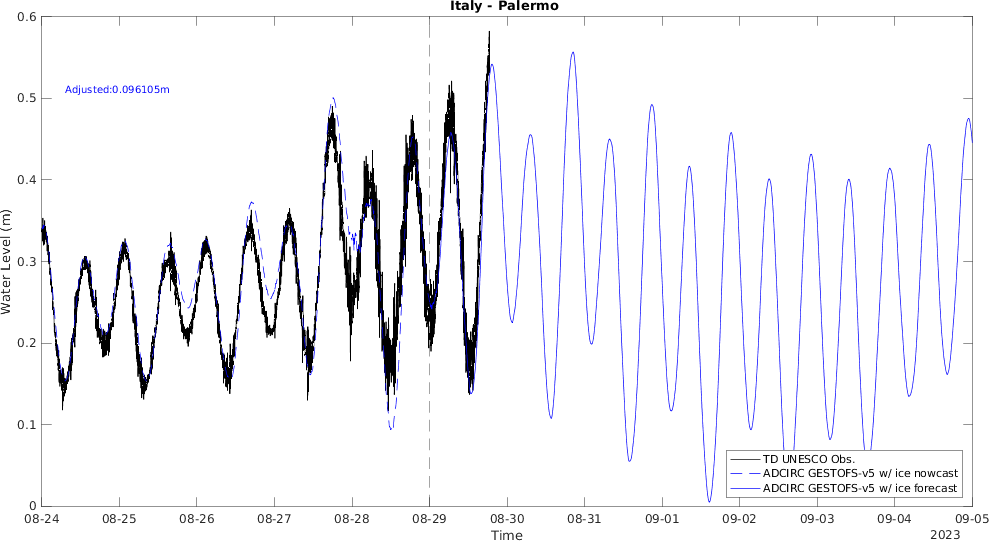 Italy - Palermo
Adjusted:0.096105m
Water Level (m)
0.6
0.5
0.4
0.3
0.2
0.1
0
TD UNESCO Obs.
ADCIRC GESTOFS-v5 w/ ice nowcast
ADCIRC GESTOFS-v5 w/ ice forecast
08-24 08-25 08-26 08-27 08-28 08-29 08-30 08-31 09-01 09-02 09-03 09-04 09-05
Time
2023